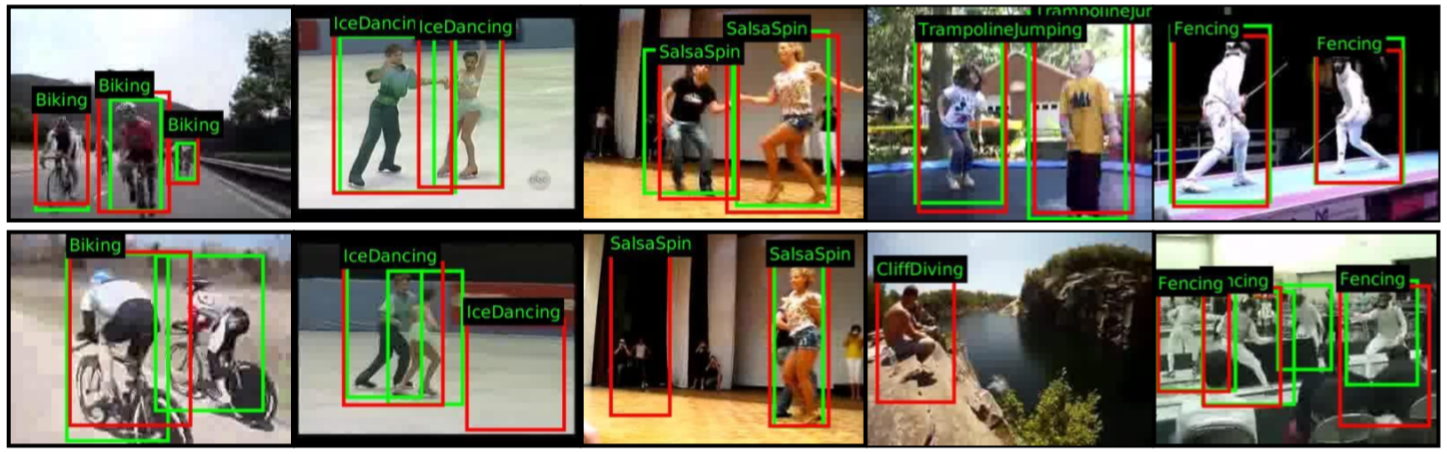 Biking
Biking
Biking
IceDancin
IceDancing
SalsaSpin
SalsaSpin
TrampolineJumping
TrampolineJum
Fencing
Fencing
Biking
IceDancing
IceDancing
SalsaSpin
SalsaSpin
CliffDiving
Fencing
ncing
Fencing